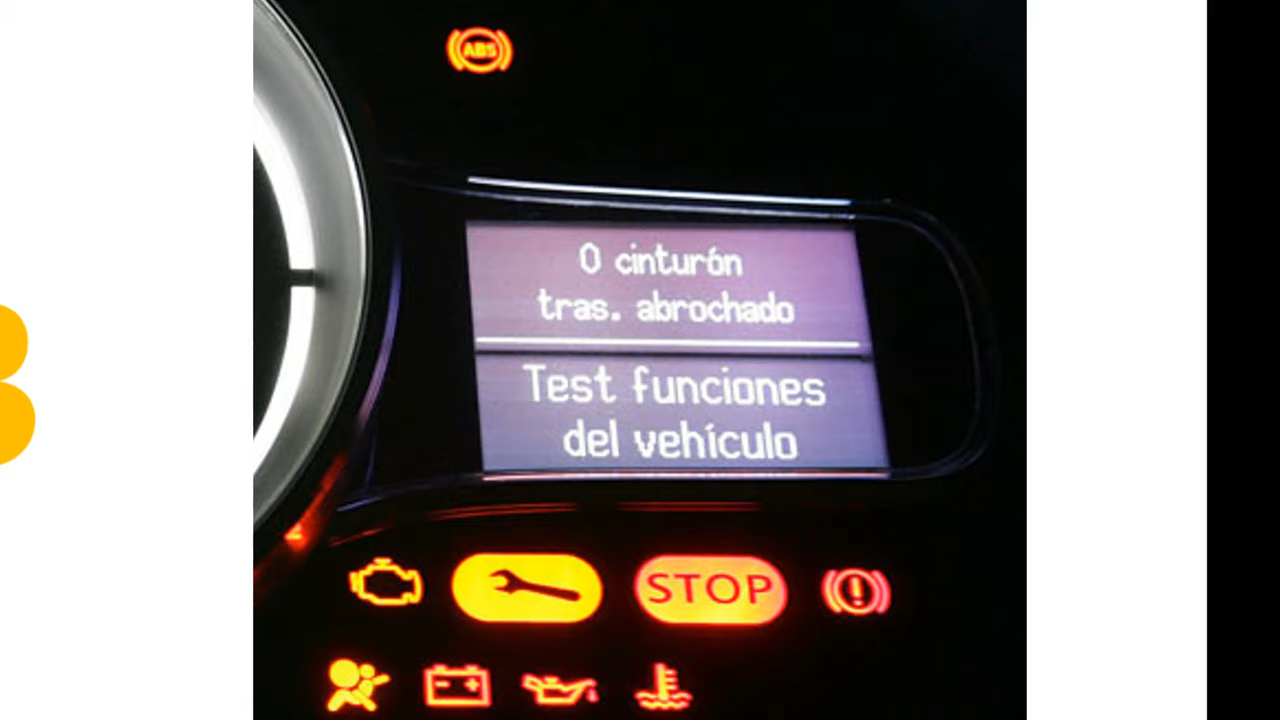 ABS
0 cinturón
tras. abrochado
Test funciones
del vehículo
STOP